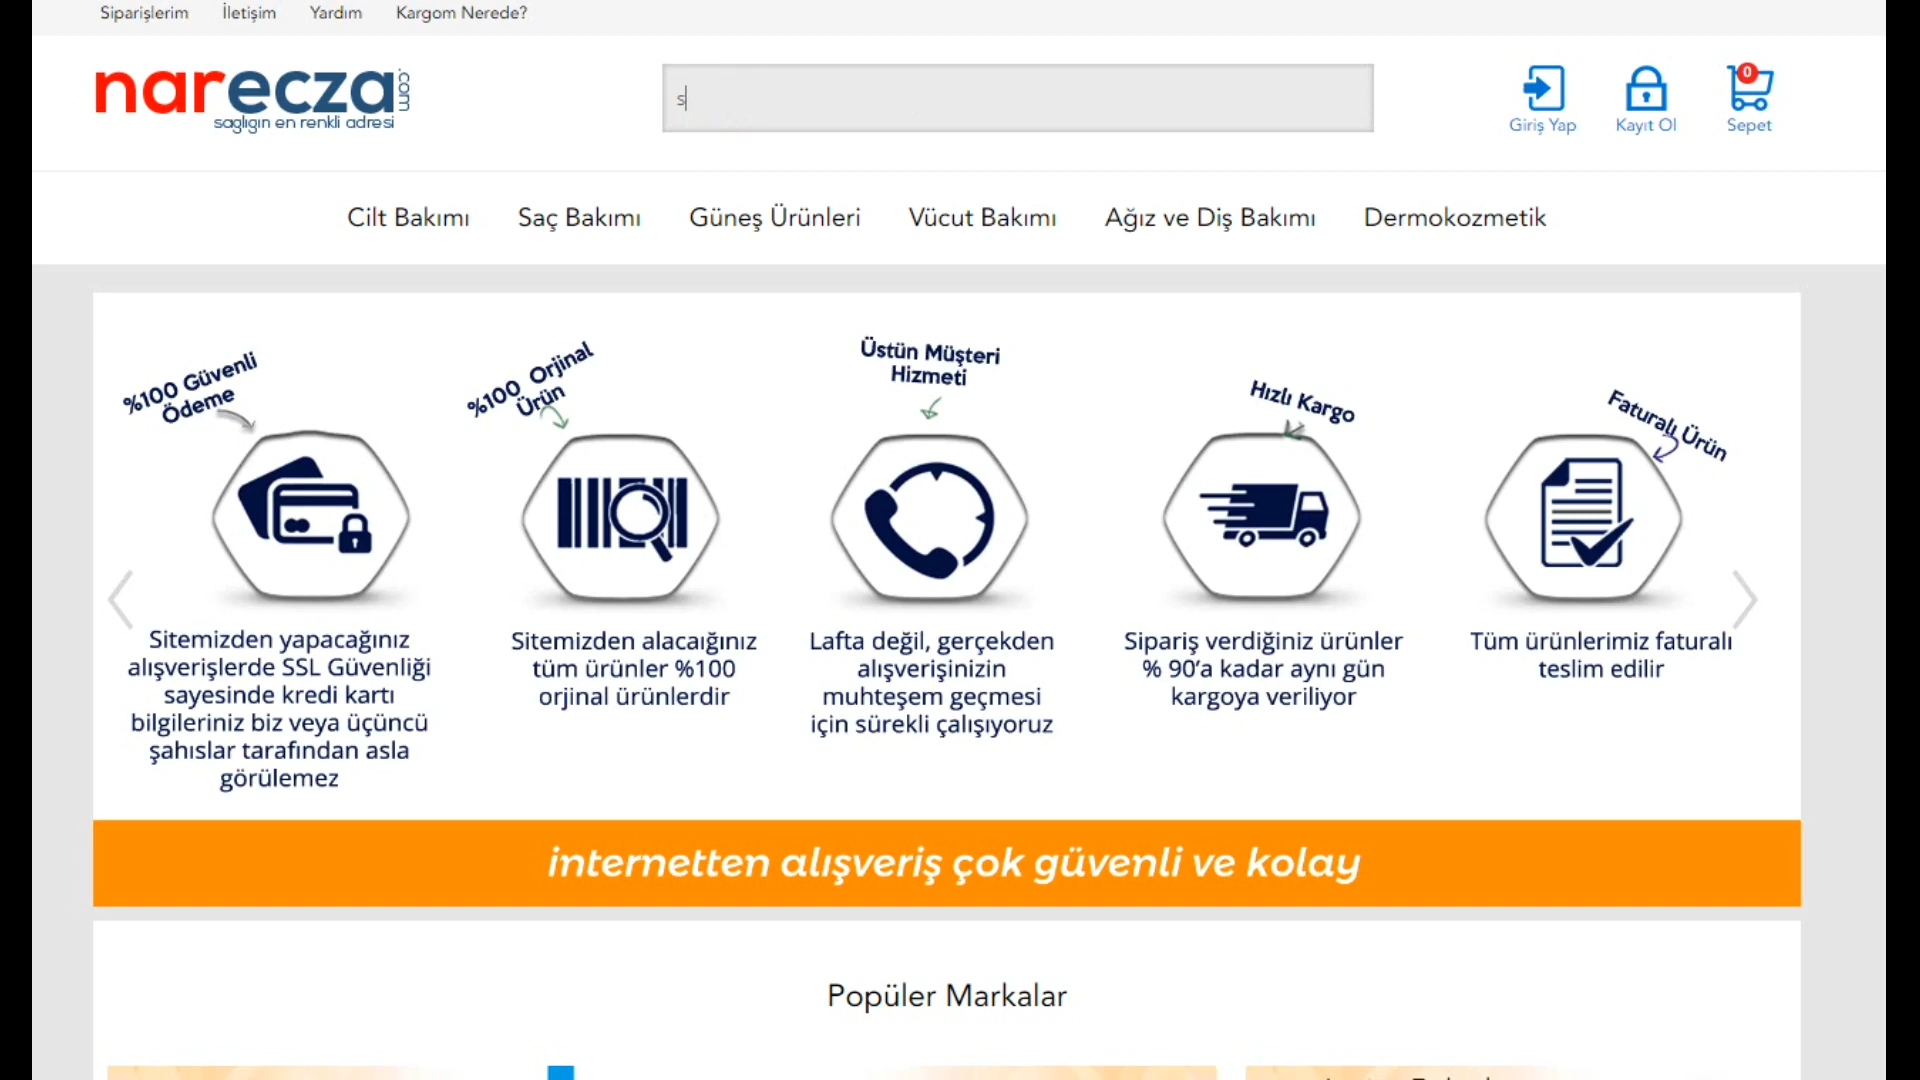 Siparişlerim İletişim Yardım Kargom Nerede?
narecza.com
saglıgın en renkli adresi
s
0
Giriş Yap Kayıt Ol Sepet
Cilt Bakımı Saç Bakımı Güneş Ürünleri Vücut Bakımı Ağız ve Diş Bakımı Dermokozmetik
%100 Güvenli
Ödeme
%100 Orjinal
Ürün
Üstün Müşteri
Hizmeti
Hızlı Kargo
Faturalı Ürün
Sitemizden yapacağınız
alışverişlerde SSL Güvenliği
sayesinde kredi kartı
bilgileriniz biz veya üçüncü
şahıslar tarafından asla
görülemez
Sitemizden alacaığınız
tüm ürünler %100
orjinal ürünlerdir
Lafta değil, gerçekden
alışverişinizin
muhteşem geçmesi
için sürekli çalışıyoruz
Sipariş verdiğiniz ürünler
% 90’a kadar aynı gün
kargoya veriliyor
Tüm ürünlerimiz faturalı
teslim edilir
internetten alışveriş çok güvenli ve kolay
Popüler Markalar